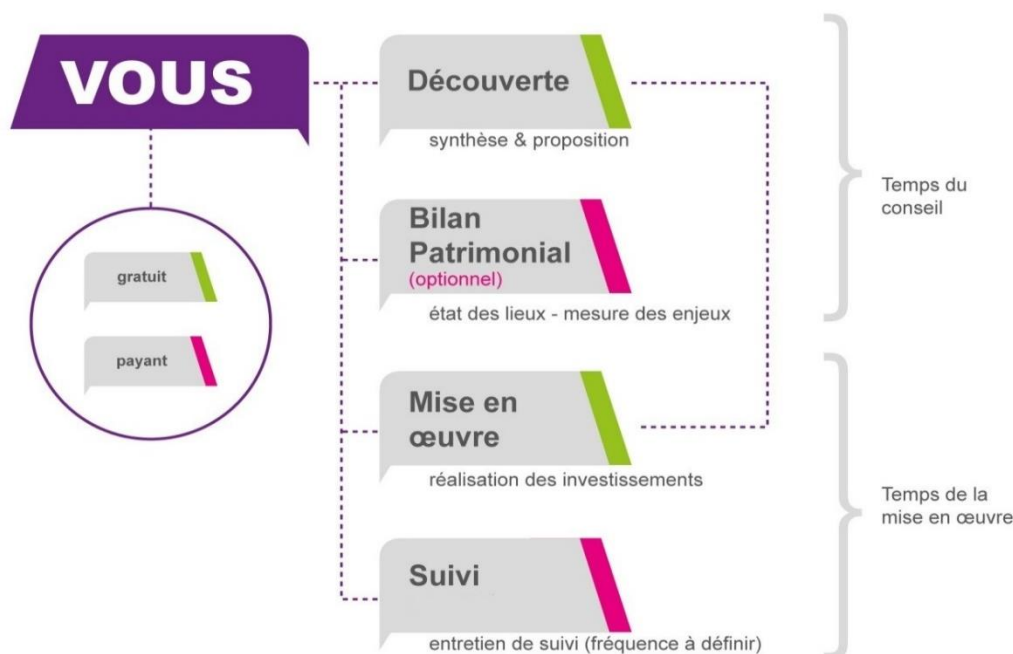 VOUS
gratuit
payant
Découverte
synthèse & proposition
Bilan
Patrimonial
(optionnel)
état des lieux - mesure des enjeux
Mise en
œuvre
réalisation des investissements
Suivi
entretien de suivi (fréquence à définir)
Temps du
conseil
Temps de la
mise en œuvre